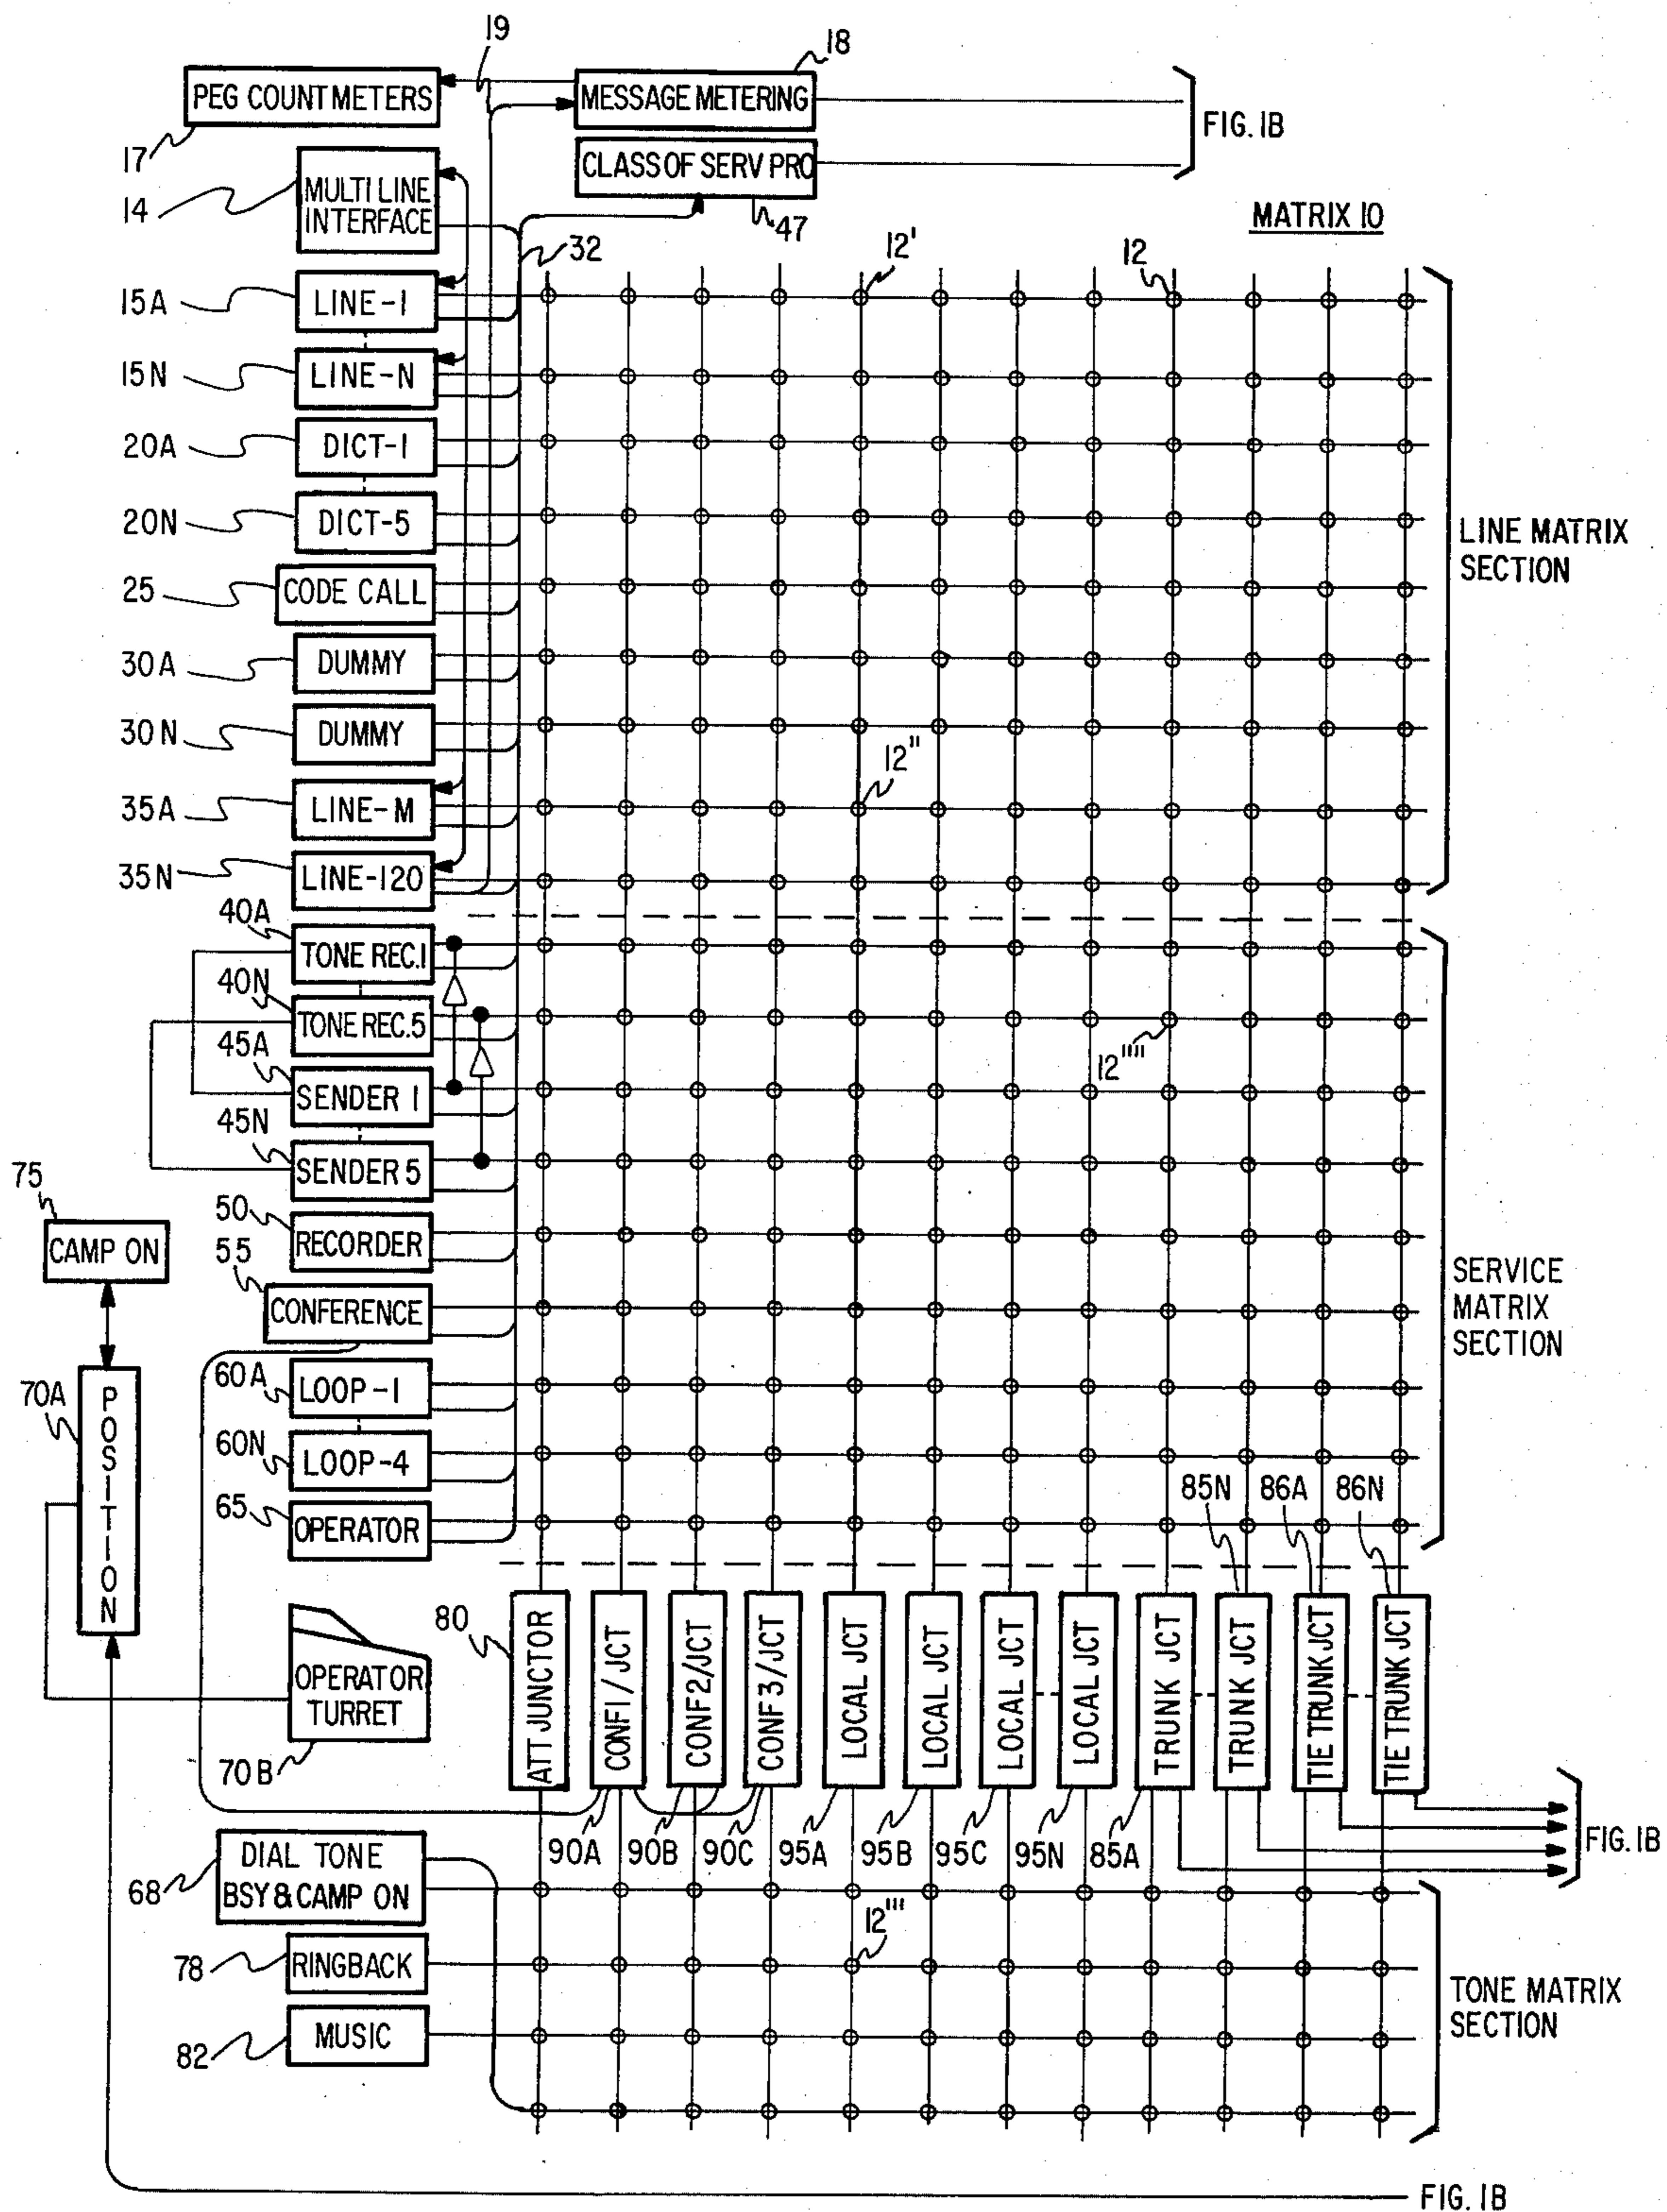 19
18
PEG COUNT METERS
MESSAGE METERING
FIG. 1B
17
CLASS OF SERV PRO
14
MULTI LINE
INTERFACE
47
MATRIX 10
32
12'
12
15A
LINE-1
15N
LINE-N
20A
DICT-1
20N
DICT-5
LINE MATRIX
SECTION
25
CODE CALL
30A
DUMMY
30N
DUMMY
12"
35A
LINE-M
35N
LINE-120
40A
TONE REC.1
40N
TONE REC.5
12""
45A
SENDER 1
45N
SENDER 5
75
CAMP ON
50
RECORDER
55
CONFERENCE
SERVICE
MATRIX
SECTION
60A
LOOP-1
70A
POSITION
60N
LOOP-4
85N
86A
86N
65
OPERATOR
80
ATT JUNCTOR
CONF1/JCT
CONF2/JCT
CONF3/JCT
LOCAL JCT
LOCAL JCT
LOCAL JCT
LOCAL JCT
TRUNK JCT
TRUNK JCT
TIE TRUNK JCT
TIE TRUNK JCT
OPERATOR
TURRET
70B
90A
90B
90C
95A
95B
95C
95N
85A
FIG. 1B
68
DIAL TONE
BSY & CAMP ON
12'''
78
RINGBACK
82
MUSIC
TONE MATRIX
SECTION
FIG. 1B